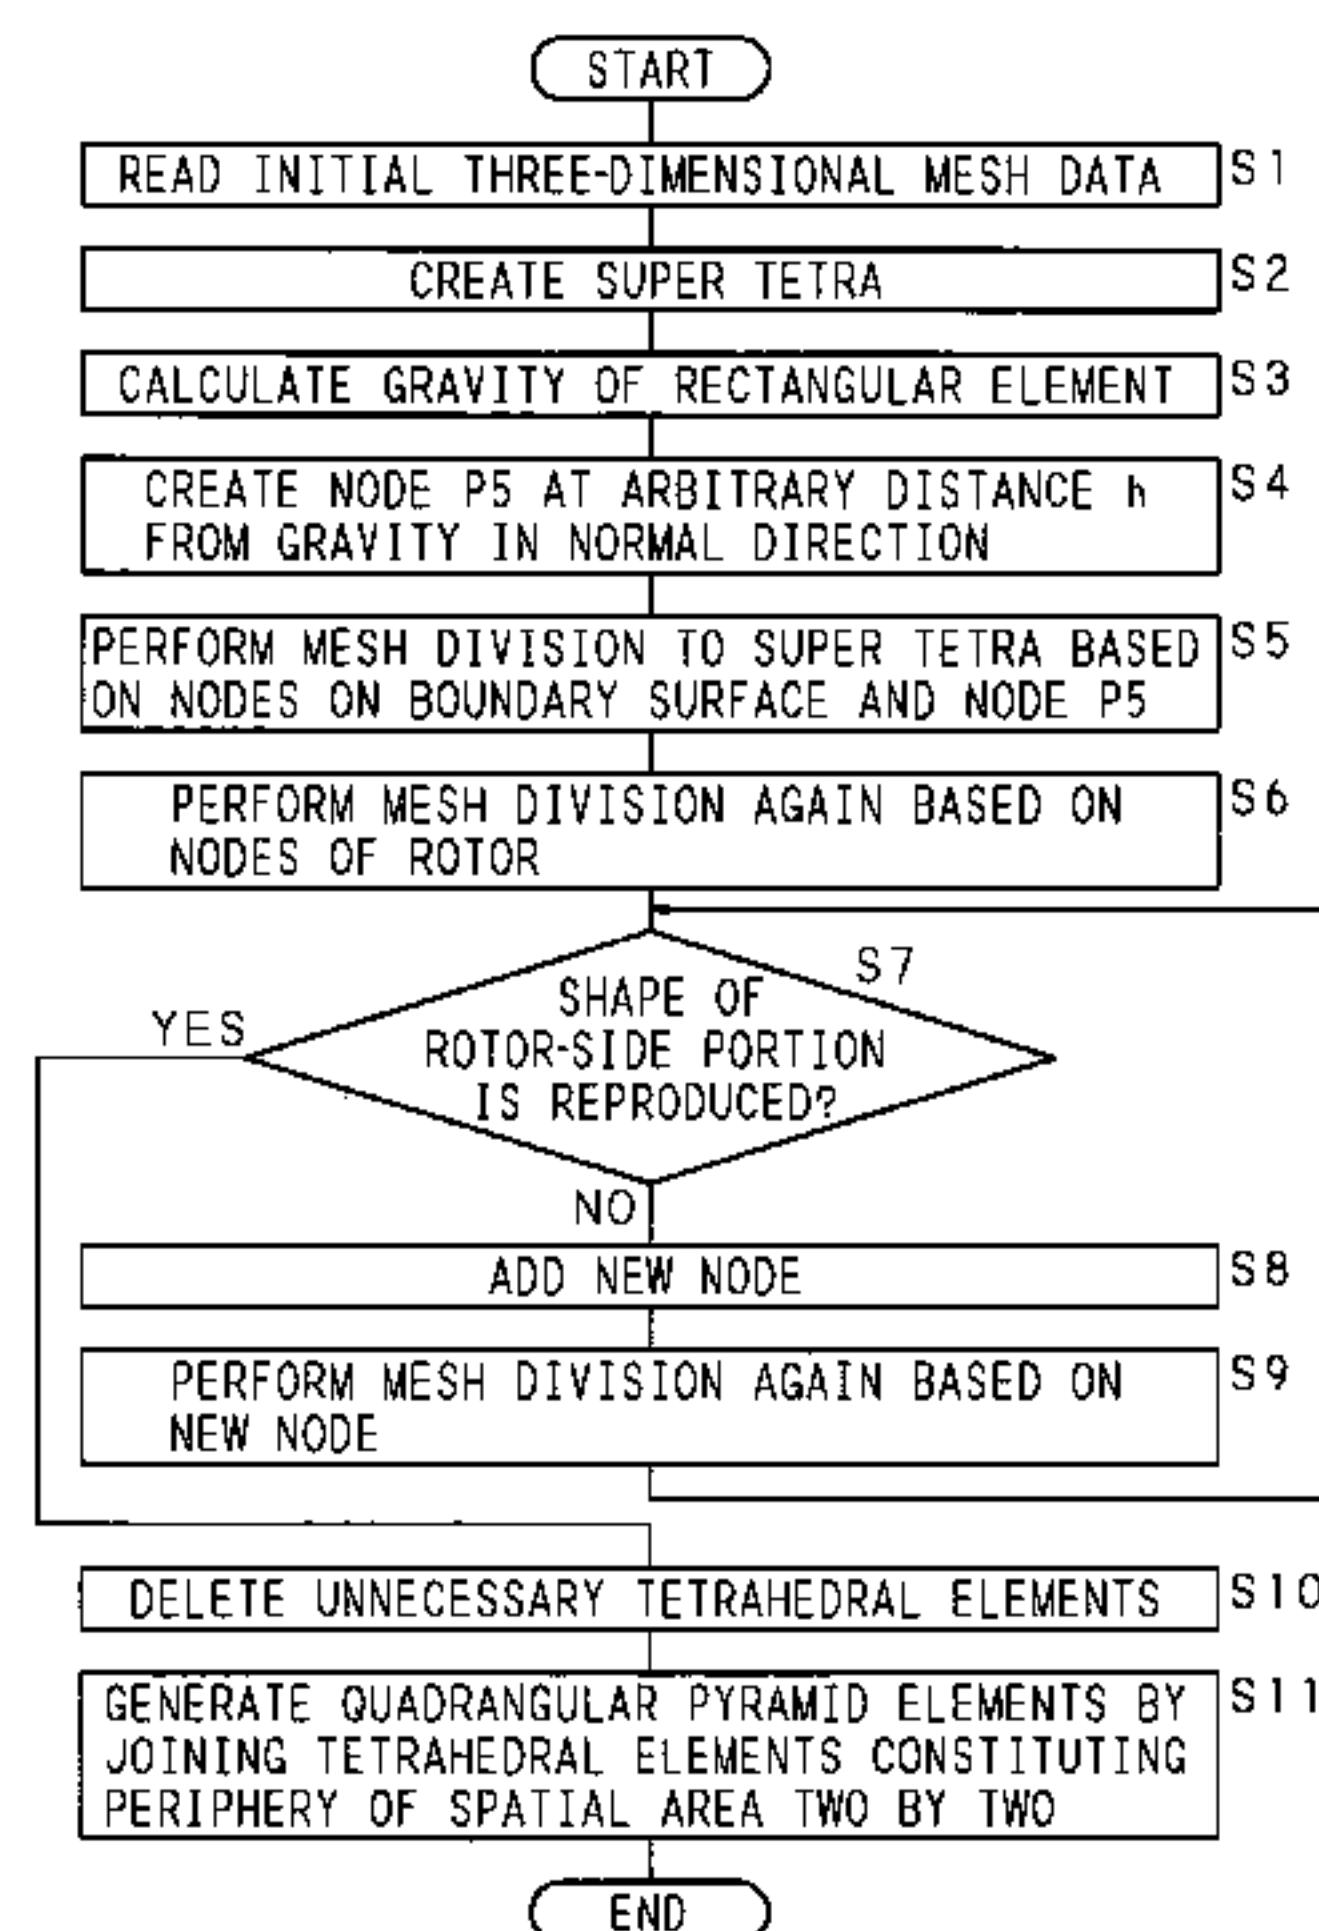 START
READ INITIAL THREE-DIMENSIONAL MESH DATA
S1
CREATE SUPER TETRA
S2
CALCULATE GRAVITY OF RECTANGULAR ELEMENT
S3
CREATE NODE P5 AT ARBITRARY DISTANCE h
FROM GRAVITY IN NORMAL DIRECTION
S4
PERFORM MESH DIVISION TO SUPER TETRA BASED
ON NODES ON BOUNDARY SURFACE AND NODE P5
S5
PERFORM MESH DIVISION AGAIN BASED ON
NODES OF ROTOR
S6
S7
SHAPE OF
ROTOR-SIDE PORTION
IS REPRODUCED?
YES
NO
ADD NEW NODE
S8
PERFORM MESH DIVISION AGAIN BASED ON
NEW NODE
S9
DELETE UNNECESSARY TETRAHEDRAL ELEMENTS
S10
GENERATE QUADRANGULAR PYRAMID ELEMENTS BY
JOINING TETRAHEDRAL ELEMENTS CONSTITUTING
PERIPHERY OF SPATIAL AREA TWO BY TWO
S11
END